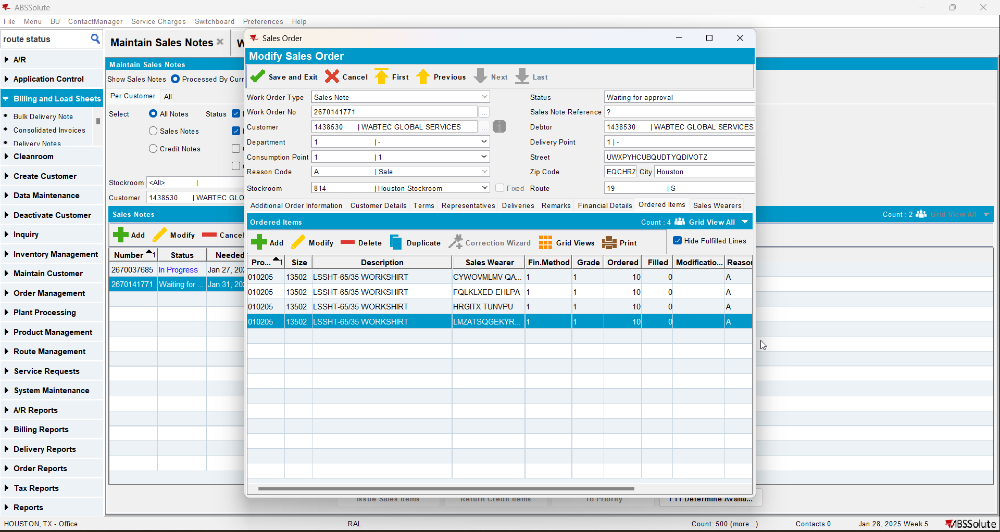 ABSSolute
File Menu BU ContactManager Service Charges Switchboard Preferences Help
route status
A/R
Application Control
Billing and Load Sheets
Bulk Delivery Note
Consolidated Invoices
Delivery Notes
Cleanroom
Create Customer
Data Maintenance
Deactivate Customer
Inquiry
Inventory Management
Maintain Customer
Order Management
Plant Processing
Product Management
Route Management
Service Requests
System Maintenance
A/R Reports
Billing Reports
Delivery Reports
Order Reports
Tax Reports
Reports
Maintain Sales Notes
Maintain Sales Notes
Show Sales Notes Processed By Curr
Per Customer All
Select All Notes Status
Sales Notes
Credit Notes
Stockroom <All> |
Customer 1438530 | WABTEC GLO
Sales Notes
Count : 2 Grid View All
Add Modify Cancel
Number 1 Status Needed
2670037685 In Progress Jan 27, 202
2670141771 Waiting for ... Jan 31, 202
Sales Order
Modify Sales Order
Save and Exit Cancel First Previous Next Last
Work Order Type Sales Note Status Waiting for approval
Work Order No 2670141771 ... Sales Note Reference ?
Customer 1438530 | WABTEC GLOBAL SERVICES ... Debtor 1438530 | WABTEC GLOBAL SERVICES
Department 1 | - Delivery Point 1 | -
Consumption Point 1 | 1 Street UWXPYHCUBQUDTYQDIVOTZ
Reason Code A | Sale Zip Code EQCHRZ City Houston
Stockroom 814 | Houston Stockroom Fixed Route 19 | S
Additional Order Information Customer Details Terms Representatives Deliveries Remarks Financial Details Ordered Items Sales Wearers
Ordered Items Count : 4 Grid View All
Add Modify Delete Duplicate Correction Wizard Grid Views Print Hide Fulfilled Lines
Pro... 1 Size Description Sales Wearer Fin.Method Grade Ordered Filled Modificatio... Reason
010205 13502 LSSHT-65/35 WORKSHIRT CYWOVMLMV QA... 1 1 10 0 A
010205 13502 LSSHT-65/35 WORKSHIRT FQLKLXED EHLPA 1 1 10 0 A
010205 13502 LSSHT-65/35 WORKSHIRT HRGITX TUNVPU 1 1 10 0 A
010205 13502 LSSHT-65/35 WORKSHIRT LMZATSQGEKYR... 1 1 10 0 A
Issue Sales Items Return Credit Items To Priority FTT Determine Availa...
HOUSTON, TX - Office RAL Count: 500 (more...) Contacts 0 Jan 28, 2025 Week 5 ABSSolute